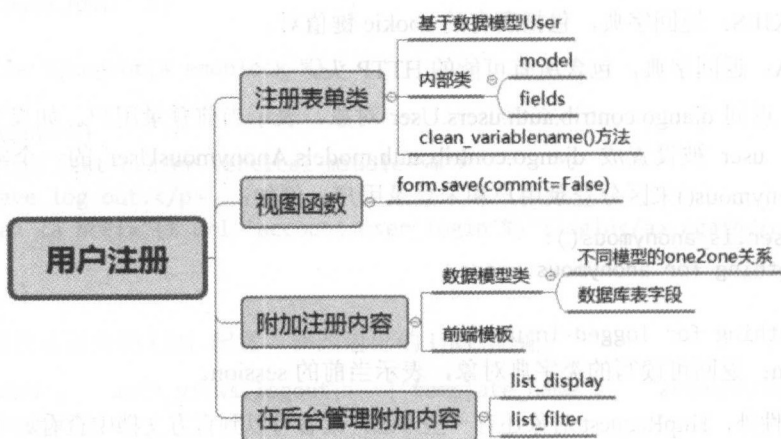 用户注册
注册表单类
基于数据模型User
内部类
model
fields
clean_variablename()方法
视图函数
form.save(commit=False)
附加注册内容
数据模型类
不同模型的one2one关系
数据库表字段
前端模板
在后台管理附加内容
list_display
list_filter